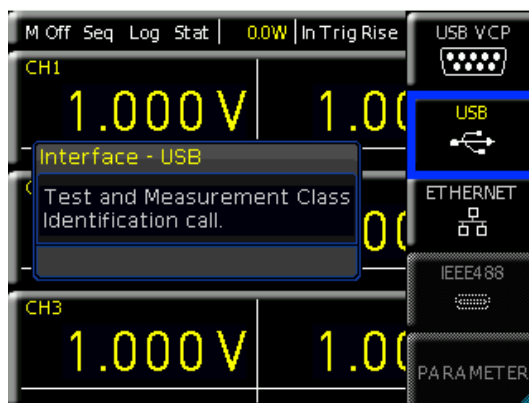 M Off Seq Log Stat 0.0W In Trig Rise
USB VCP
CH1
1.000 V 1.00
USB
Interface - USB
Test and Measurement Class
Identification call.
ETHERNET
IEEE488
CH3
1.000 V 1.00
PARAMETER